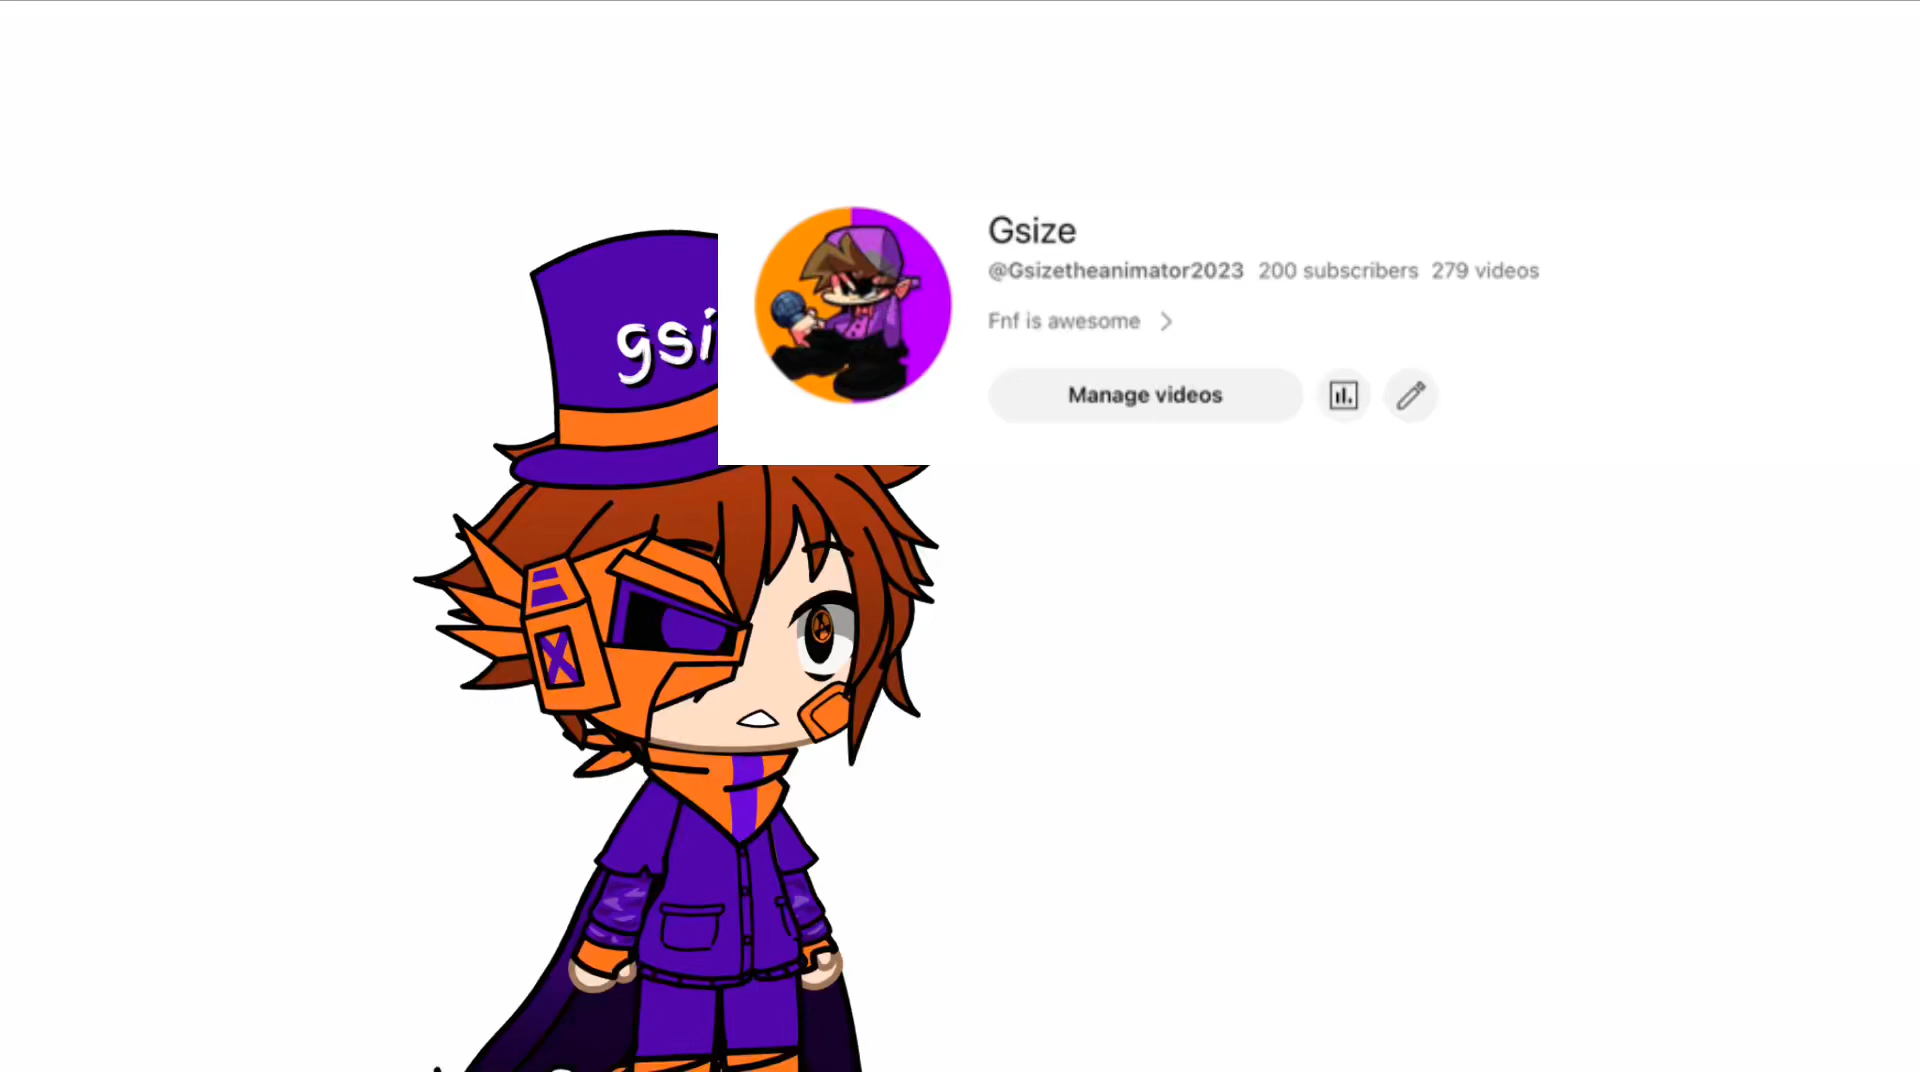 Gsize
@Gsizetheanimator2023 200 subscribers 279 videos
Fnf is awesome
Manage videos
gsi